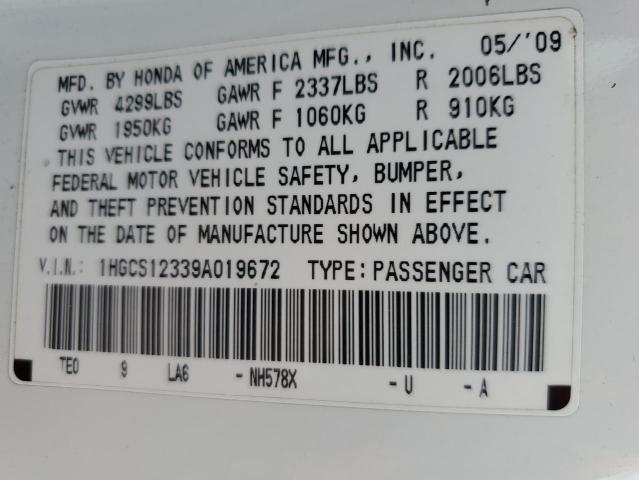 MFD. BY HONDA OF AMERICA MFG., INC. 05/'09
GVWR 4299LBS GAWR F 2337LBS R 2006LBS
GVWR 1950KG GAWR F 1060KG R 910KG
THIS VEHICLE CONFORMS TO ALL APPLICABLE
FEDERAL MOTOR VEHICLE SAFETY, BUMPER,
AND THEFT PREVENTION STANDARDS IN EFFECT
ON THE DATE OF MANUFACTURE SHOWN ABOVE.
V.I.N.: 1HGCS12339A019672 TYPE: PASSENGER CAR
TE0 9 LA6 - NH578X - U - A